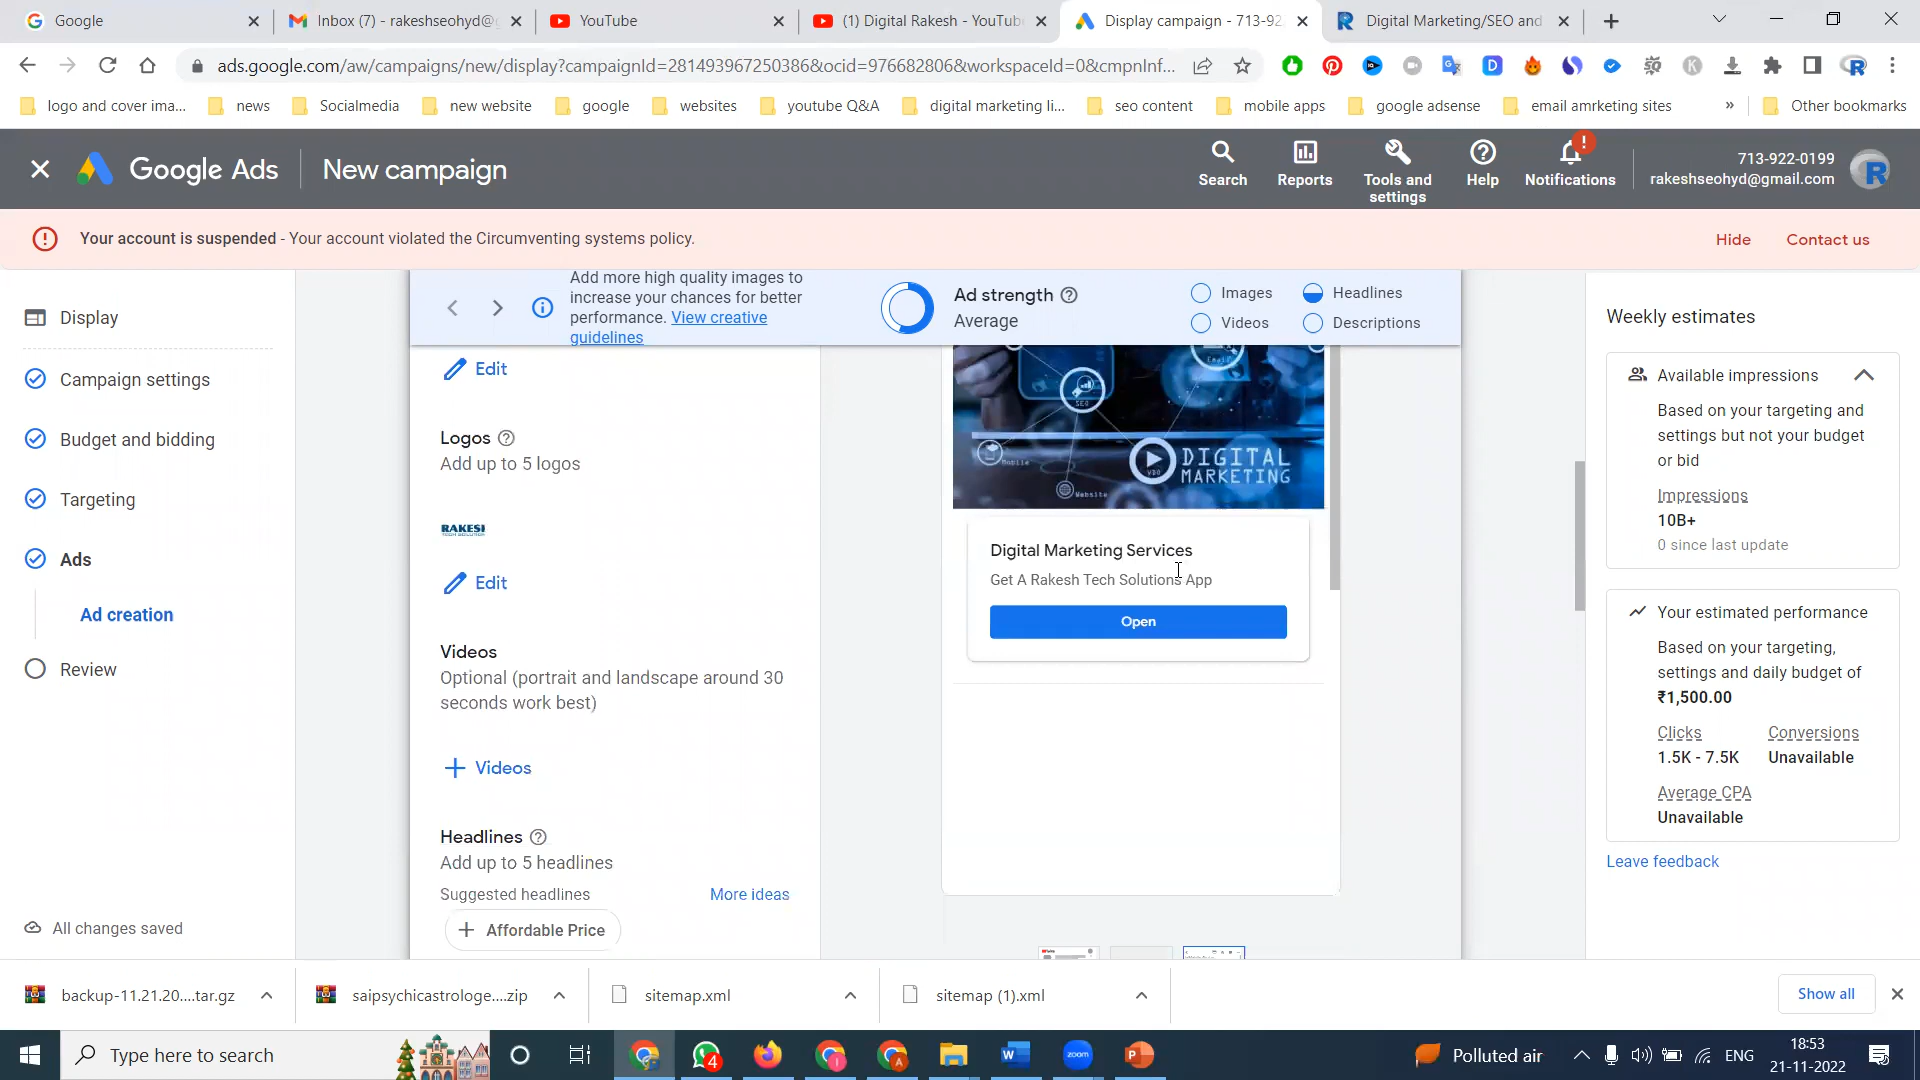 Google
Inbox (7) - rakeshseohyd@g
YouTube
(1) Digital Rakesh - YouTube
Display campaign - 713-92
Digital Marketing/SEO and
ads.google.com/aw/campaigns/new/display?campaignId=281493967250386&ocid=976682806&workspaceId=0&cmpnInf...
logo and cover ima...
news
Socialmedia
new website
google
websites
youtube Q&A
digital marketing li...
seo content
mobile apps
google adsense
email amrketing sites
»
Other bookmarks
Google Ads
New campaign
Search
Reports
Tools and
settings
Help
Notifications
713-922-0199
rakeshseohyd@gmail.com
Your account is suspended - Your account violated the Circumventing systems policy.
Hide
Contact us
Display
Campaign settings
Budget and bidding
Targeting
Ads
Ad creation
Review
All changes saved
Add more high quality images to
increase your chances for better
performance. View creative
guidelines
Ad strength
Average
Images
Headlines
Videos
Descriptions
Edit
Logos
Add up to 5 logos
RAKESI
TECH SOLUTION
Edit
Videos
Optional (portrait and landscape around 30
seconds work best)
+ Videos
Headlines
Add up to 5 headlines
Suggested headlines
More ideas
+ Affordable Price
SEO
Email
Mobile
VDO
DIGITAL
MARKETING
Website
Digital Marketing Services
Get A Rakesh Tech Solutions App
Open
Weekly estimates
Available impressions
Based on your targeting and
settings but not your budget
or bid
Impressions
10B+
0 since last update
Your estimated performance
Based on your targeting,
settings and daily budget of
₹1,500.00
Clicks
Conversions
1.5K - 7.5K
Unavailable
Average CPA
Unavailable
Leave feedback
backup-11.21.20....tar.gz
saipsychicastrologe....zip
sitemap.xml
sitemap (1).xml
Show all
Type here to search
4
zoom
Polluted air
ENG
18:53
21-11-2022